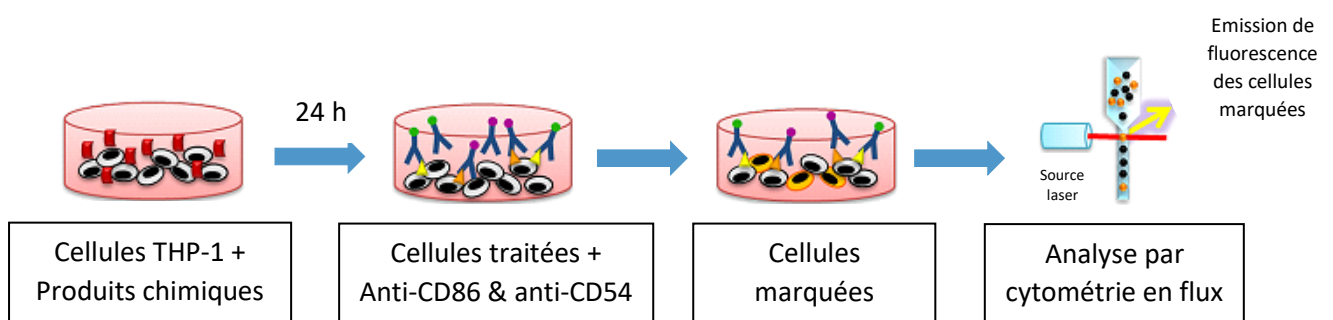 Emission de
fluorescence
des cellules
marquées
24 h
Source
laser
Cellules THP-1 +
Produits chimiques
Cellules traitées +
Anti-CD86 & anti-CD54
Cellules
marquées
Analyse par
cytométrie en flux